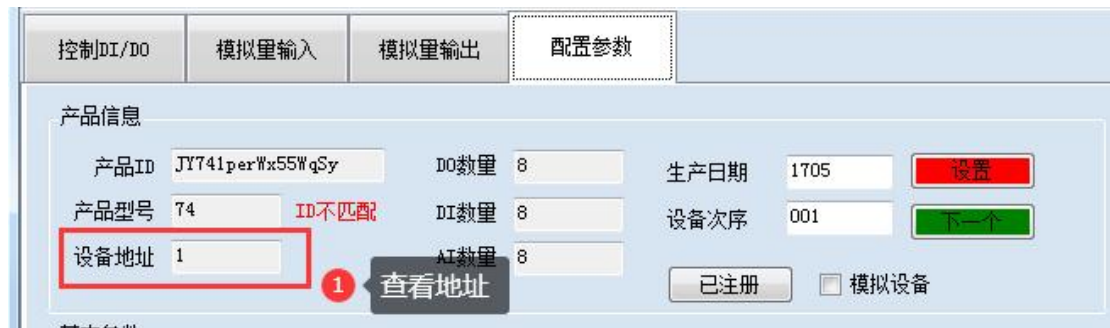 控制DI/DO 模拟量输入 模拟量输出 配置参数
产品信息
产品ID JY741perWx55WqSy DO数量 8 生产日期 1705 设置
产品型号 74 ID不匹配 DI数量 8 设备次序 001 下一个
设备地址 1 AI数量 8
1 查看地址 已注册 模拟设备